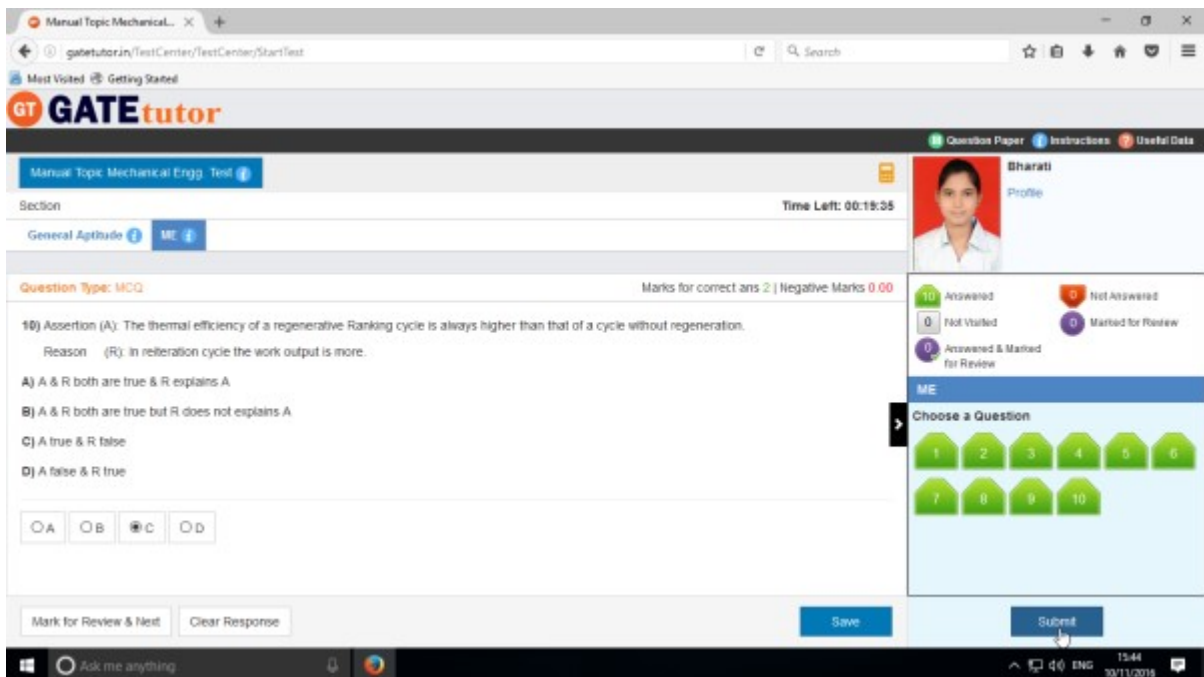 Manual Topic Mechanical...
gatetutor.in/TestCenter/TestCenter/StartTest
Search
Most Visited Getting Started
GT GATEtutor
Question Paper Instructions Useful Data
Manual Topic Mechanical Engg. Test
Bharati
Profile
Section Time Left: 00:19:35
General Aptitude ME
Question Type: MCQ Marks for correct ans 2 | Negative Marks 0.00
10 Answered 0 Not Answered
0 Not Visited 0 Marked for Review
0 Answered & Marked
for Review
10) Assertion (A): The thermal efficiency of a regenerative Ranking cycle is always higher than that of a cycle without regeneration.
Reason (R): In reiteration cycle the work output is more.
A) A & R both are true & R explains A
B) A & R both are true but R does not explains A
C) A true & R false
D) A false & R true
A B C D
ME
Choose a Question
1 2 3 4 5 6
7 8 9 10
Mark for Review & Next Clear Response Save Submit
Ask me anything
ENG 15:44
10/11/2016